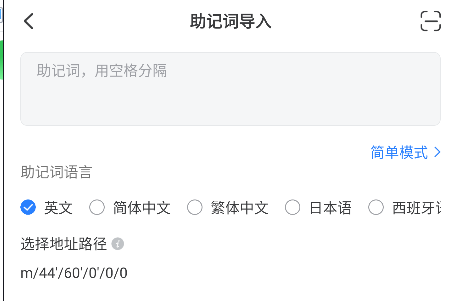 助记词导入
助记词，用空格分隔
简单模式
助记词语言
英文 简体中文 繁体中文 日本语 西班牙
选择地址路径
m/44'/60'/0'/0/0